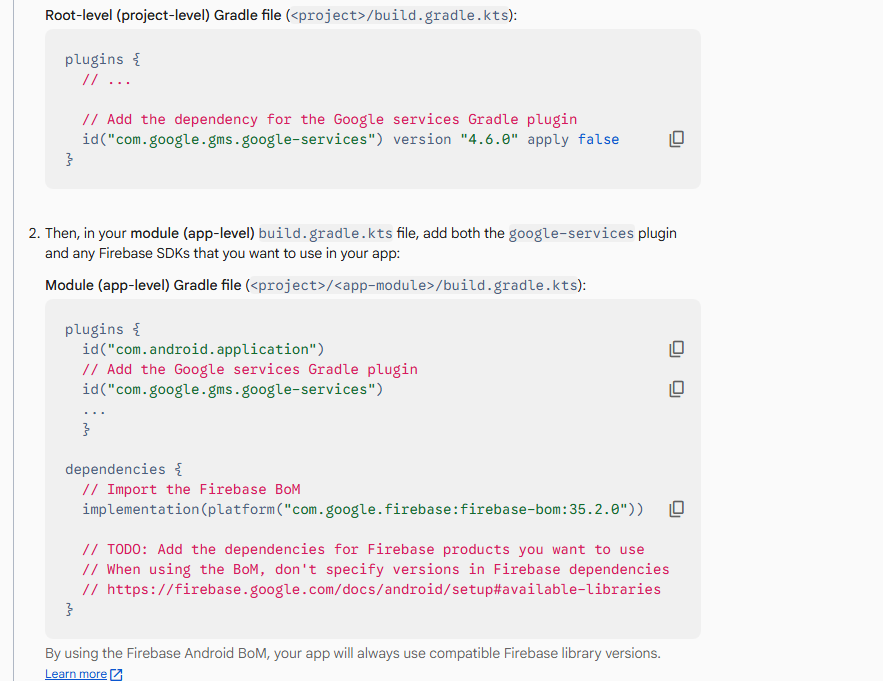 Root-level (project-level) Gradle file (<project>/build.gradle.kts):
plugins {
// ...
// Add the dependency for the Google services Gradle plugin
id("com.google.gms.google-services") version "4.6.0" apply false
}
2. Then, in your module (app-level) build.gradle.kts file, add both the google-services plugin
and any Firebase SDKs that you want to use in your app:
Module (app-level) Gradle file (<project>/<app-module>/build.gradle.kts):
plugins {
id("com.android.application")
// Add the Google services Gradle plugin
id("com.google.gms.google-services")
...
}
dependencies {
// Import the Firebase BoM
implementation(platform("com.google.firebase:firebase-bom:35.2.0"))
// TODO: Add the dependencies for Firebase products you want to use
// When using the BoM, don't specify versions in Firebase dependencies
// https://firebase.google.com/docs/android/setup#available-libraries
}
By using the Firebase Android BoM, your app will always use compatible Firebase library versions.
Learn more